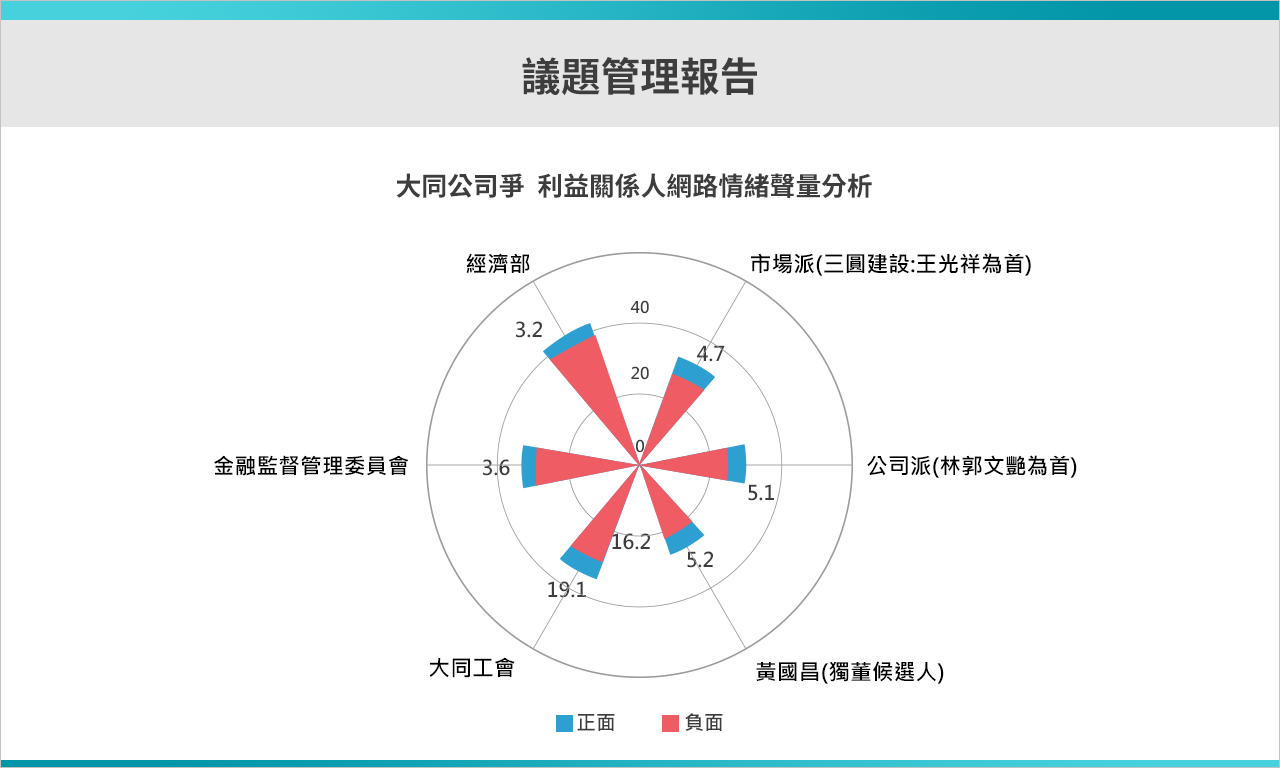 議題管理報告
大同公司爭 利益關係人網路情緒聲量分析
經濟部
市場派(三圓建設:王光祥為首)
40
3.2
4.7
20
0
金融監督管理委員會
3.6
公司派(林郭文艷為首)
5.1
16.2
5.2
19.1
大同工會
黃國昌(獨董候選人)
正面
負面